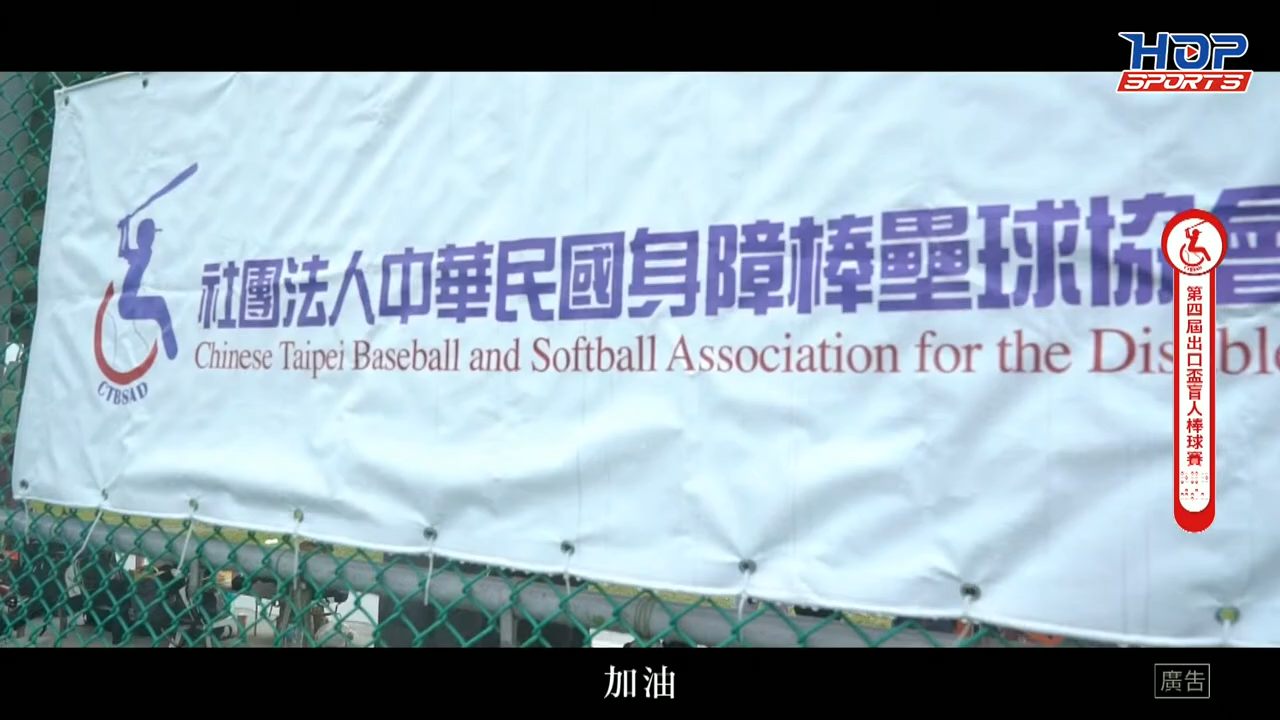 HOP
SPORTS
社團法人中華民國身障棒壘球協會
Chinese Taipei Baseball and Softball Association for the
CTBSAD
第四屆出口盃盲人棒球賽
加油
廣告